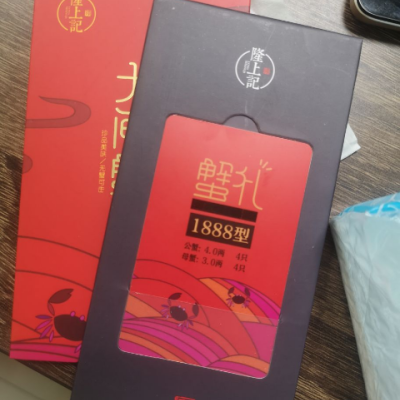 隆上記
大闸蟹
隆上記
蟹礼
1888型
公蟹: 4.0两 4只
母蟹: 3.0两 4只